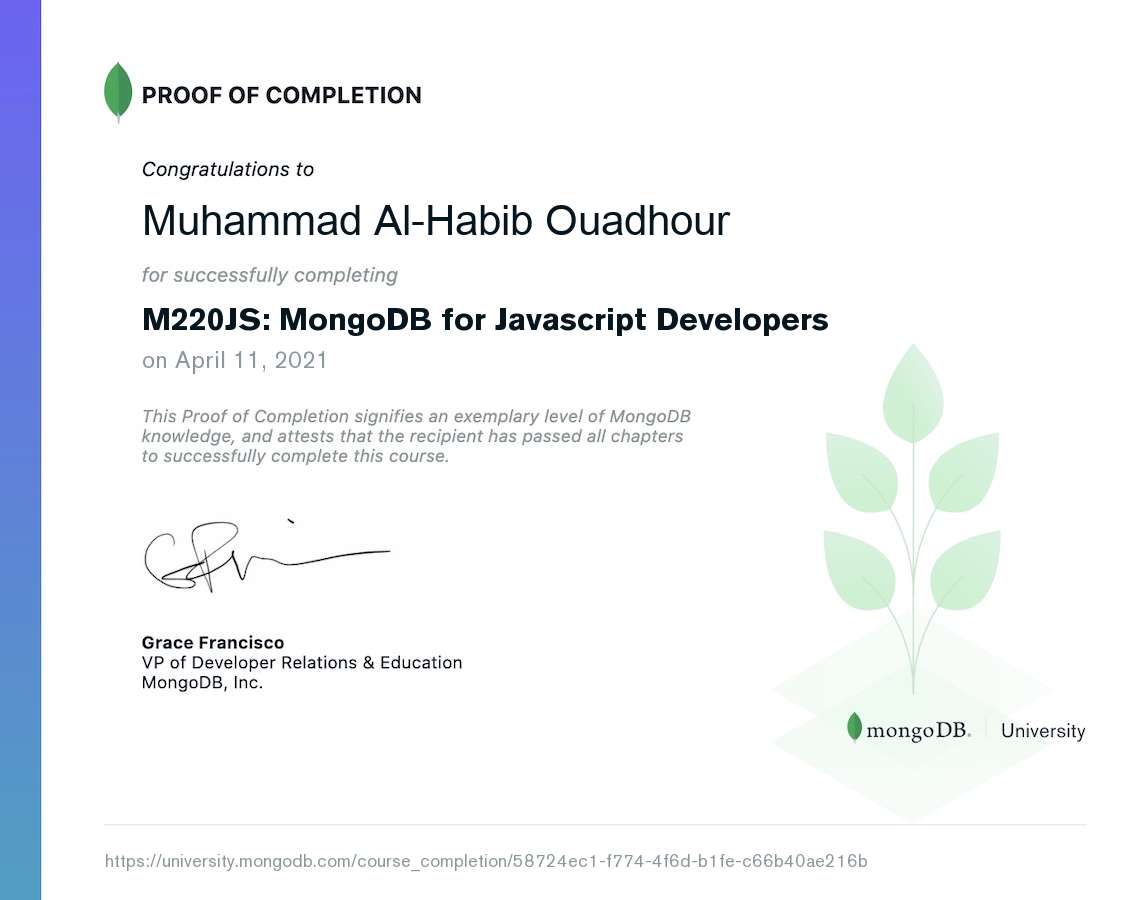 PROOF OF COMPLETION
Congratulations to
Muhammad Al-Habib Ouadhour
for successfully completing
M220JS: MongoDB for Javascript Developers
on April 11, 2021
This Proof of Completion signifies an exemplary level of MongoDB
knowledge, and attests that the recipient has passed all chapters
to successfully complete this course.
Grace Francisco
VP of Developer Relations & Education
MongoDB, Inc.
mongoDB. University
https://university.mongodb.com/course_completion/58724ec1-f774-4f6d-b1fe-c66b40ae216b